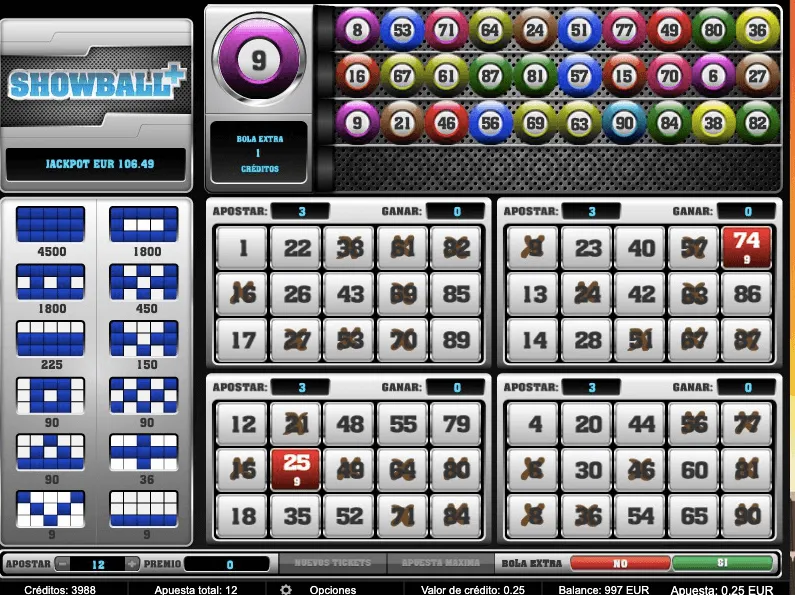 SHOWBALL+
JACKPOT EUR 106.49
9
BOLA EXTRA
1
CRÉDITOS
8 53 71 64 24 51 77 49 80 36
16 67 61 87 81 57 15 70 6 27
9 21 46 56 69 63 90 84 38 82
4500 1800
1800 450
225 150
90 90
90 36
9 9
APOSTAR: 3 GANAR: 0
1 22 38 61 82
16 26 43 69 85
17 27 53 70 89
APOSTAR: 3 GANAR: 0
9 23 40 57 74
9
13 24 42 63 86
14 28 51 67 87
APOSTAR: 3 GANAR: 0
12 21 48 55 79
15 25 49 64 80
9
18 35 52 71 84
APOSTAR: 3 GANAR: 0
4 20 44 56 77
6 30 46 60 81
8 36 54 65 90
APOSTAR - 12 + PREMIO 0 NUEVOS TICKETS APUESTA MAXIMA BOLA EXTRA NO SI
Créditos: 3988 Apuesta total: 12 Opciones Valor de crédito: 0.25 Balance: 997 EUR Apuesta: 0,25 EUR